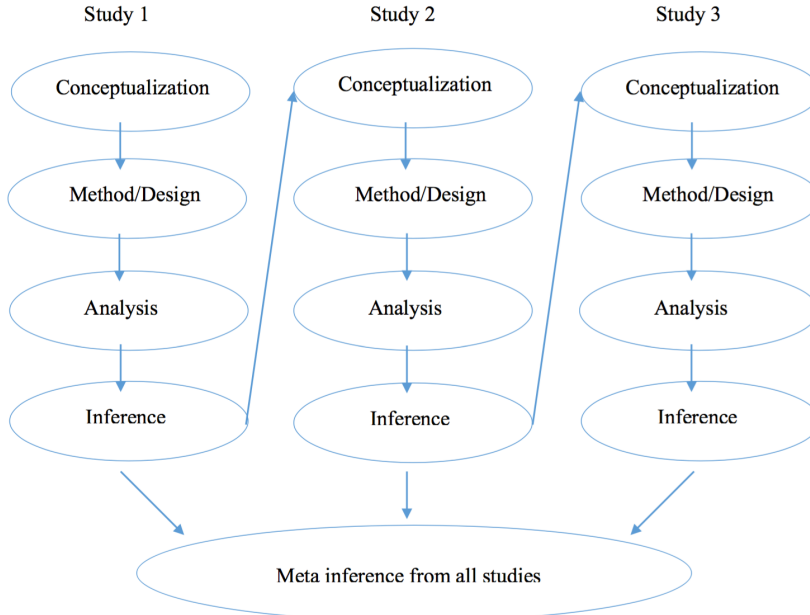 Study 1
Study 2
Study 3
Conceptualization
Conceptualization
Conceptualization
Method/Design
Method/Design
Method/Design
Analysis
Analysis
Analysis
Inference
Inference
Inference
Meta inference from all studies